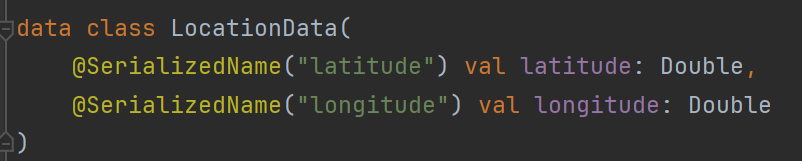 data class LocationData(
@SerializedName("latitude") val latitude: Double,
@SerializedName("longitude") val longitude: Double
)